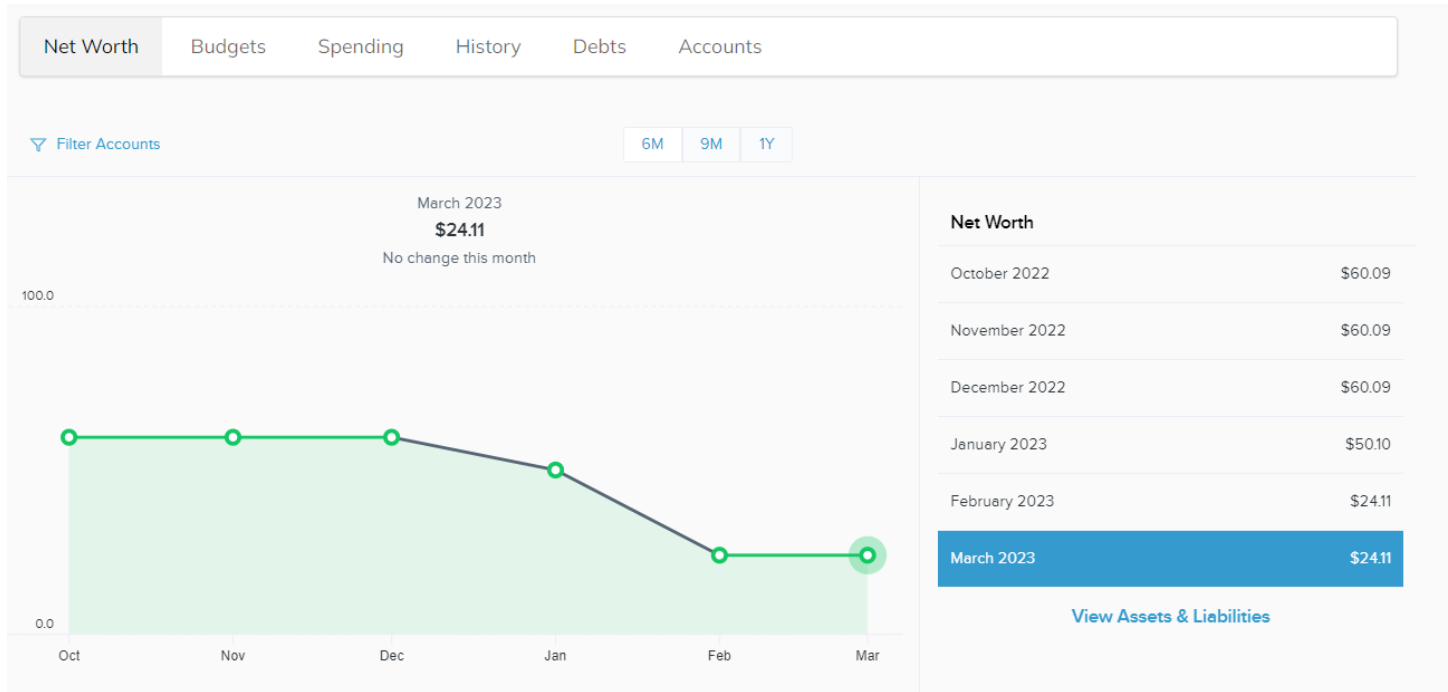 Net Worth Budgets Spending History Debts Accounts
Filter Accounts 6M 9M 1Y
March 2023
$24.11
No change this month
100.0
0.0
Oct Nov Dec Jan Feb Mar
Net Worth
October 2022 $60.09
November 2022 $60.09
December 2022 $60.09
January 2023 $50.10
February 2023 $24.11
March 2023 $24.11
View Assets & Liabilities